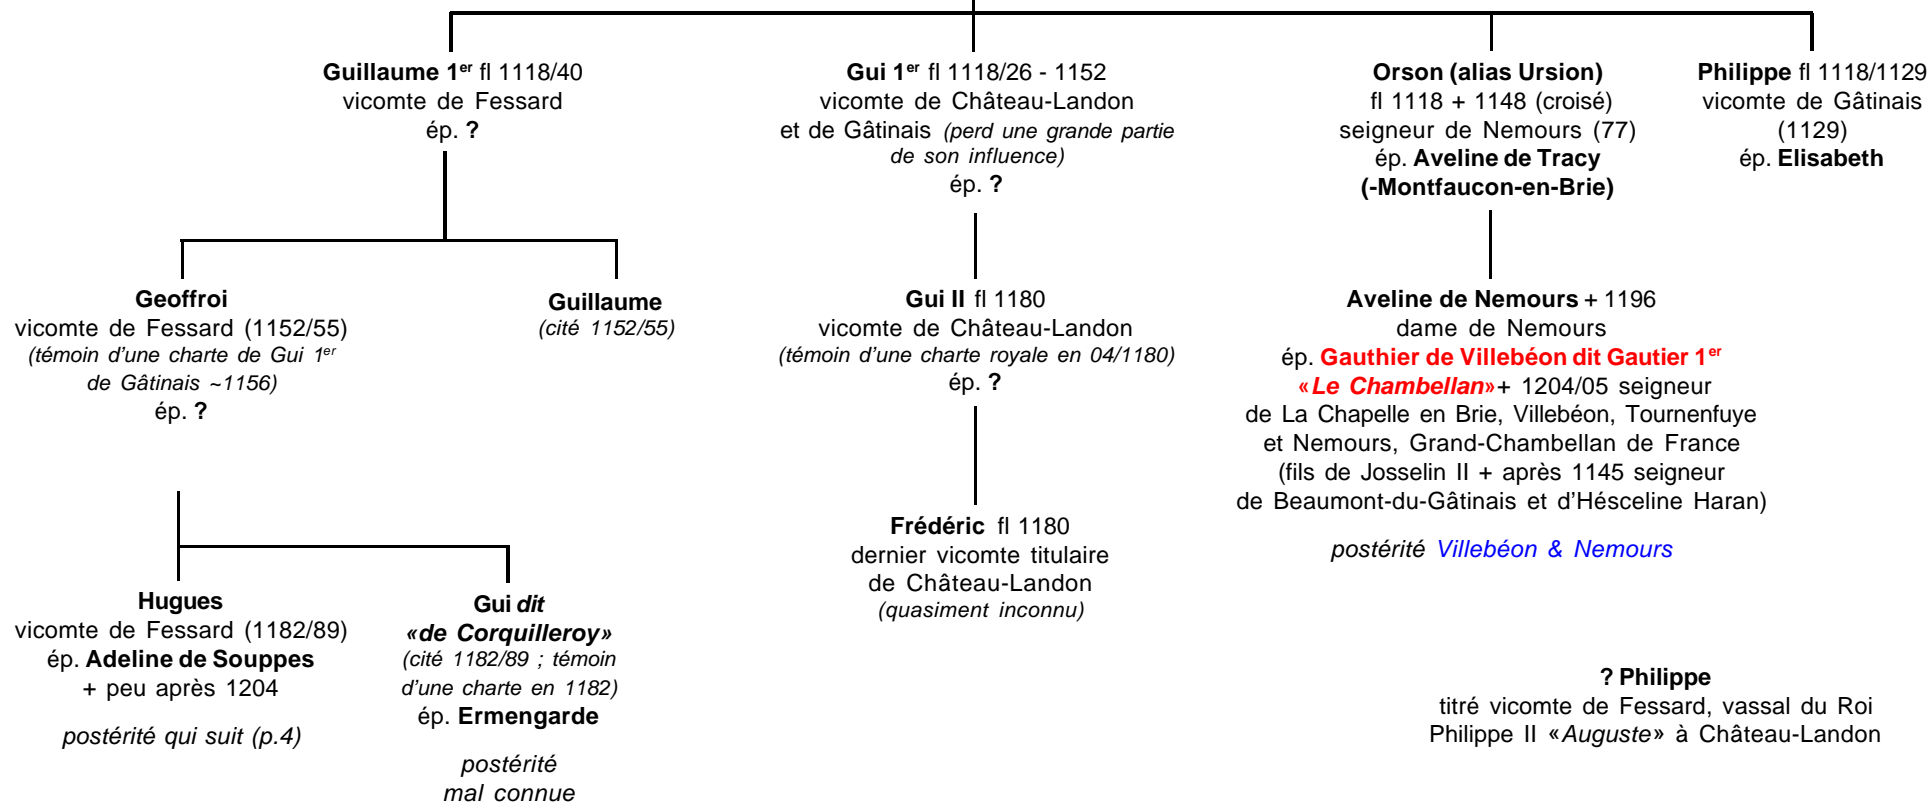 Guillaume 1er fl 1118/40
vicomte de Fessard
ép. ?
Gui 1er fl 1118/26 - 1152
vicomte de Château-Landon
et de Gâtinais (perd une grande partie
de son influence)
ép. ?
Orson (alias Ursion)
fl 1118 + 1148 (croisé)
seigneur de Nemours (77)
ép. Aveline de Tracy
(-Montfaucon-en-Brie)
Philippe fl 1118/1129
vicomte de Gâtinais
(1129)
ép. Elisabeth
Geoffroi
vicomte de Fessard (1152/55)
(témoin d'une charte de Gui 1er
de Gâtinais ~1156)
ép. ?
Guillaume
(cité 1152/55)
Gui II fl 1180
vicomte de Château-Landon
(témoin d'une charte royale en 04/1180)
ép. ?
Aveline de Nemours + 1196
dame de Nemours
ép. Gauthier de Villebéon dit Gautier 1er
«Le Chambellan»+ 1204/05 seigneur
de La Chapelle en Brie, Villebéon, Tournenfuye
et Nemours, Grand-Chambellan de France
(fils de Josselin II + après 1145 seigneur
de Beaumont-du-Gâtinais et d'Hésceline Haran)
postérité Villebéon & Nemours
Hugues
vicomte de Fessard (1182/89)
ép. Adeline de Souppes
+ peu après 1204
postérité qui suit (p.4)
Gui dit
«de Corquilleroy»
(cité 1182/89 ; témoin
d'une charte en 1182)
ép. Ermengarde
postérité
mal connue
Frédéric fl 1180
dernier vicomte titulaire
de Château-Landon
(quasiment inconnu)
? Philippe
titré vicomte de Fessard, vassal du Roi
Philippe II «Auguste» à Château-Landon